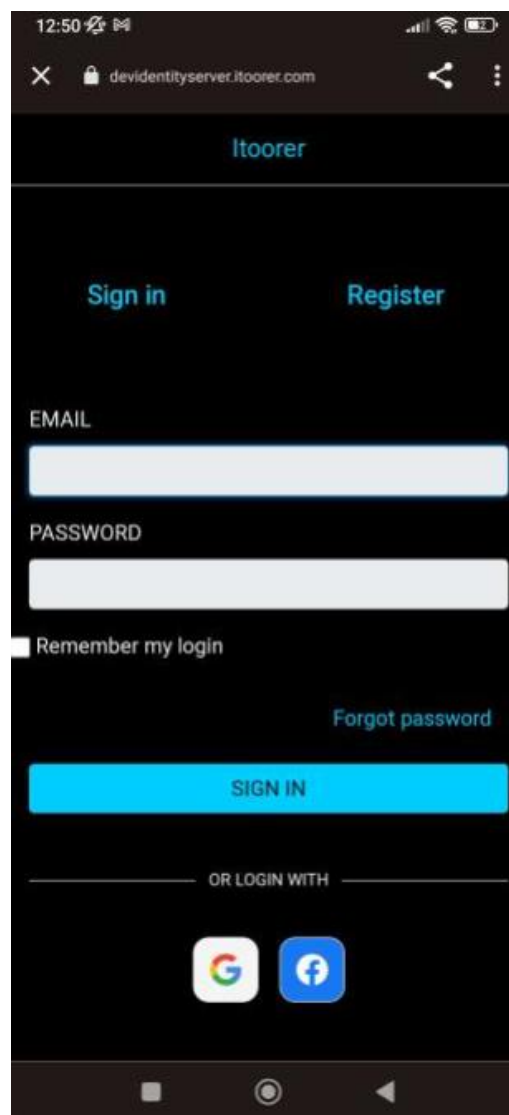 12:50
devidentityserver.itoorer.com
Itoorer
Sign in Register
EMAIL
PASSWORD
Remember my login
Forgot password
SIGN IN
OR LOGIN WITH